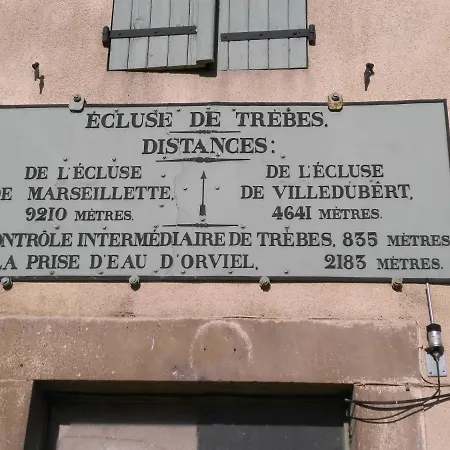 ÉCLUSE DE TRÈBES.
DISTANCES:
DE L'ÉCLUSE
DE MARSEILLETTE,
9210 MÈTRES.
DE L'ÉCLUSE
DE VILLEDUBERT,
4641 MÈTRES.
CONTRÔLE INTERMÉDIAIRE DE TRÈBES, 835 MÈTRES
LA PRISE D'EAU D'ORVIEL, 2183 MÈTRES.